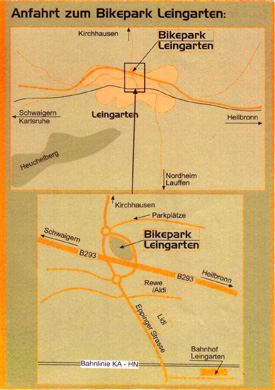 Anfahrt zum Bikepark Leingarten:
Kirchhausen
Bikepark
Leingarten
Schwaigern
Karlsruhe
Leingarten
Heilbronn
Heuchelberg
Nordheim
Lauffen
Kirchhausen
Parkplätze
Schwaigern
Bikepark
Leingarten
B293
B293
Heilbronn
Rewe
/Aldi
Lidl
Eppinger Strasse
Bahnhof
Leingarten
Bahnlinie KA - HN